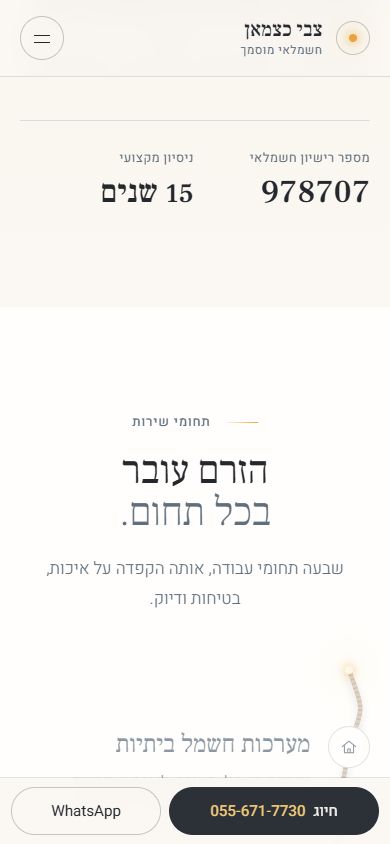 צבי כצמאן
חשמלאי מוסמך
מספר רישיון חשמלאי
978707
ניסיון מקצועי
15 שנים
תחומי שירות
הזרם עובר
בכל תחום.
שבעה תחומי עבודה, אותה הקפדה על איכות,
בטיחות ודיוק.
מערכות חשמל ביתיות
חיוג 055-671-7730
WhatsApp